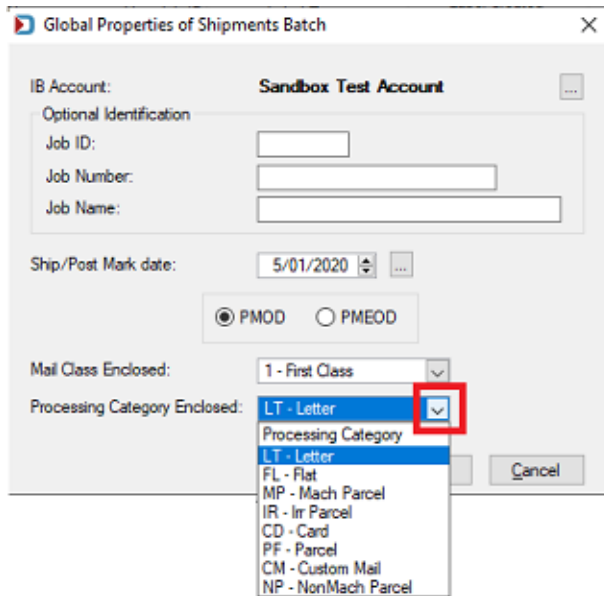 Global Properties of Shipments Batch
IB Account: Sandbox Test Account ...
Optional Identification
Job ID:
Job Number:
Job Name:
Ship/Post Mark date: 5/01/2020 ...
PMOD PMEOD
Mail Class Enclosed: 1 - First Class
Processing Category Enclosed: LT - Letter
Processing Category
LT - Letter
FL - Flat
MP - Mach Parcel
IR - Irr Parcel
CD - Card
PF - Parcel
CM - Custom Mail
NP - NonMach Parcel
Cancel